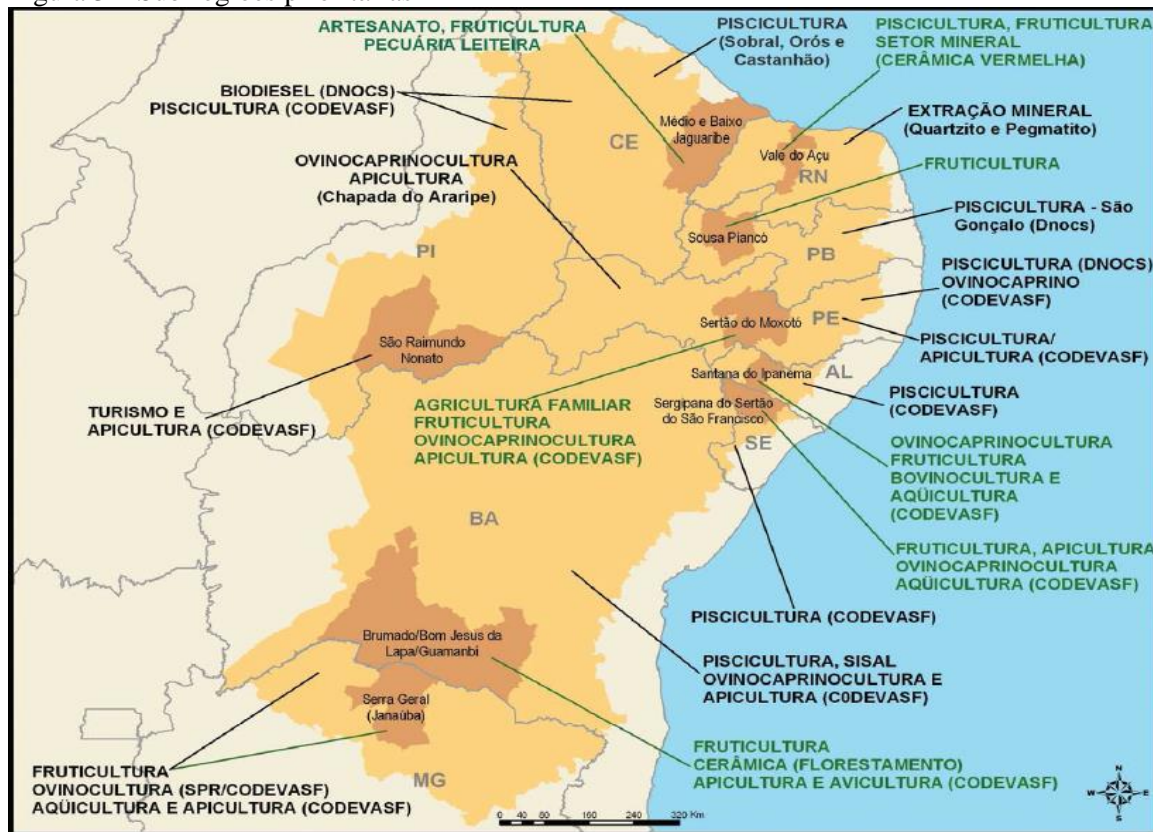 ARTESANATO, FRUTICULTURA
PECUÁRIA LEITEIRA
PISCICULTURA
(Sobral, Orós e
Castanhão)
PISCICULTURA, FRUTICULTURA
SETOR MINERAL
(CERÂMICA VERMELHA)
BIODIESEL (DNOCS)
PISCICULTURA (CODEVASF)
EXTRAÇÃO MINERAL
(Quartzito e Pegmatito)
Médio e Baixo
Jaguaribe
CE
Vale do Açu
RN
FRUTICULTURA
OVINOCAPRINOCULTURA
APICULTURA
(Chapada do Araripe)
PISCICULTURA - São
Gonçalo (Dnocs)
Sousa Piancó
PB
PI
PISCICULTURA (DNOCS)
OVINOCAPRINO
(CODEVASF)
Sertão do Moxotó
PE
São Raimundo
Nonato
PISCICULTURA/
APICULTURA (CODEVASF)
Santana do Ipanema
AL
PISCICULTURA
(CODEVASF)
Sergipana do Sertão
do São Francisco
SE
TURISMO E
APICULTURA (CODEVASF)
AGRICULTURA FAMILIAR
FRUTICULTURA
OVINOCAPRINOCULTURA
APICULTURA (CODEVASF)
OVINOCAPRINOCULTURA
FRUTICULTURA
BOVINOCULTURA E
AQÜICULTURA
(CODEVASF)
BA
FRUTICULTURA, APICULTURA
OVINOCAPRINOCULTURA
AQÜICULTURA (CODEVASF)
PISCICULTURA (CODEVASF)
Brumado/Bom Jesus da
Lapa/Guamanbi
PISCICULTURA, SISAL
OVINOCAPRINOCULTURA E
APICULTURA (C0DEVASF)
Serra Geral
(Janaúba)
FRUTICULTURA
CERÂMICA (FLORESTAMENTO)
APICULTURA E AVICULTURA (CODEVASF)
FRUTICULTURA
OVINOCULTURA (SPR/CODEVASF)
AQÜICULTURA E APICULTURA (CODEVASF)
MG
N
W E
S
0 40 80 160 240 320 Km